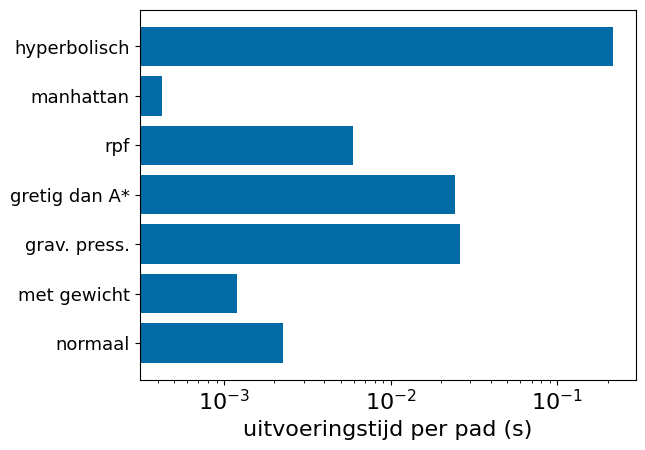 hyperbolisch
manhattan
rpf
gretig dan A*
grav. press.
met gewicht
normaal
10⁻³ 10⁻² 10⁻¹
uitvoeringstijd per pad (s)